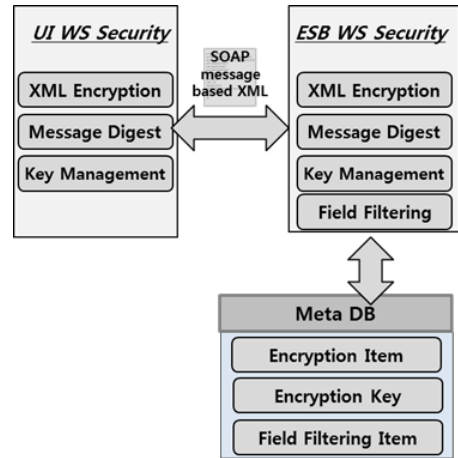 UI WS Security
XML Encryption
Message Digest
Key Management
SOAP
message
based XML
ESB WS Security
XML Encryption
Message Digest
Key Management
Field Filtering
Meta DB
Encryption Item
Encryption Key
Field Filtering Item